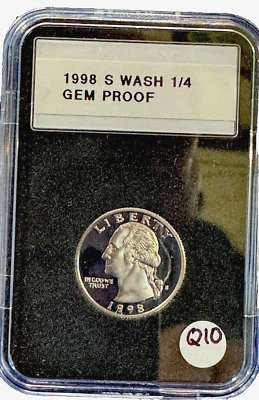 1998 S WASH 1/4
GEM PROOF
LIBERTY
IN GOD WE
TRUST
1998
Q10